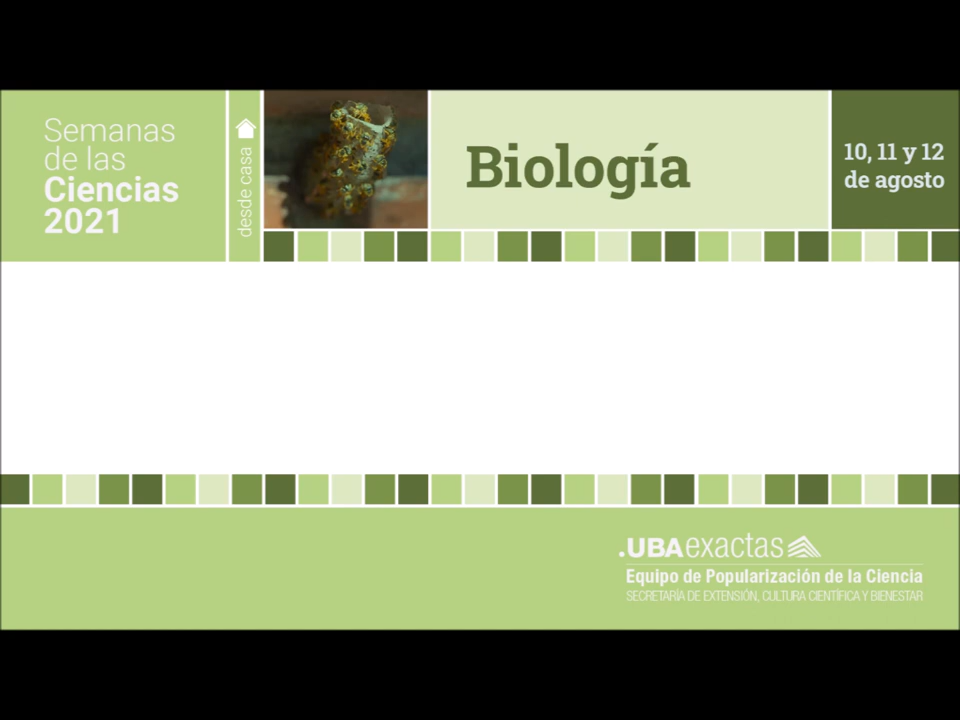 Semanas
de las
Ciencias
2021
desde casa
Biología
10, 11 y 12
de agosto
.UBAexactas
Equipo de Popularización de la Ciencia
SECRETARÍA DE EXTENSIÓN, CULTURA CIENTÍFICA Y BIENESTAR